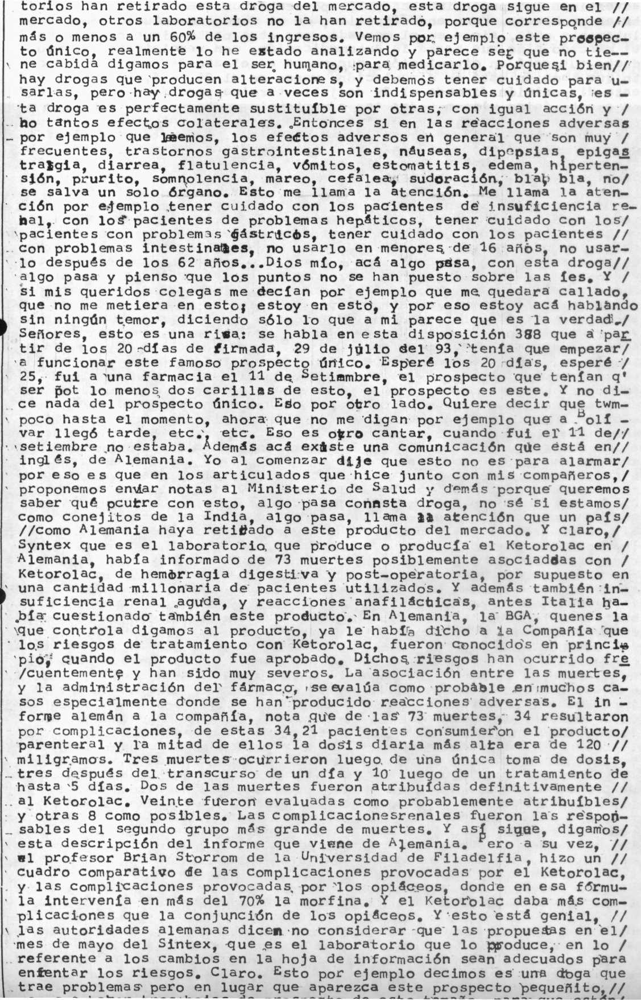 torios han retirado esta droga del mercado, esta droga sigue en el //
mercado, otros laboratorios no la han retirado, porque corresponde //
más o menos a un 60% de los ingresos. Vemos por ejemplo este prospec-
to único, realmente lo he estado analizando y parece ser que no tie--
ne cabida digamos para el ser humano, para medicarlo. Porquesi bien//
hay drogas que producen alteraciones, y debemos tener cuidado para u-
sarlas, pero hay drogas que a veces son indispensables y únicas, es -
ta droga es perfectamente sustituíble por otras, con igual acción y /
no tantos efectos colaterales. Entonces si en las reacciones adversas
por ejemplo que leemos, los efectos adversos en general que son muy /
frecuentes, trastornos gastrointestinales, náuseas, dipepsias, epigas
tralgia, diarrea, flatulencia, vómitos, estomatitis, edema, hiperten-
sión, prurito, somnolencia, mareo, cefalea, sudoración, bla, bla, no/
se salva un solo órgano. Esto me llama la atención. Me llama la aten-
ción por ejemplo tener cuidado con los pacientes de insuficiencia re-
nal, con los pacientes de problemas hepáticos, tener cuidado con los/
pacientes con problemas gástricos, tener cuidado con los pacientes //
con problemas intestinales, no usarlo en menores de 16 años, no usar-
lo después de los 62 años...Dios mío, acá algo pasa, con esta droga//
algo pasa y pienso que los puntos no se han puesto sobre las íes. Y /
si mis queridos colegas me decían por ejemplo que me quedara callado,
que no me metiera en esto; estoy en esto, y por eso estoy acá hablando
sin ningún temor, diciendo sólo lo que a mi parece que es la verdad./
Señores, esto es una risa: se habla en esta disposición 388 que a par
tir de los 20 días de firmada, 29 de julio del 93, tenía que empezar/
a funcionar este famoso prospecto único. Esperé los 20 días, esperé /
25, fui a una farmacia el 11 de Setiembre, el prospecto que tenían q'
ser pot lo menos dos carillas de esto, el prospecto es este. Y no di-
ce nada del prospecto único. Eso por otro lado. Quiere decir que twm-
poco hasta el momento, ahora que no me digan por ejemplo que a Bolí -
var llegó tarde, etc., etc. Eso es otro cantar, cuando fui el 11 de//
setiembre no estaba. Además acá existe una comunicación que está en//
inglés, de Alemania. Yo al comenzar dije que esto no es para alarmar/
por eso es que en los articulados que hice junto con mis compañeros,/
proponemos enviar notas al Ministerio de Salud y demás porque queremos
saber qué pcurre con esto, algo pasa connsta droga, no sé si estamos/
como conejitos de la India, algo pasa, llama la atención que un país/
//como Alemania haya retirado a este producto del mercado. Y claro,/
Syntex que es el laboratorio que produce o producía el Ketorolac en /
Alemania, había informado de 73 muertes posiblemente asociaddas con /
Ketorolac, de hemorragia digestiva y post-operatoria, por supuesto en
una cantidad millonaria de pacientes utilizados. Y además también in-
suficiencia renal aguda, y reacciones anafilácticas, antes Italia ha-
bía cuestionado también este producto. En Alemania, la BGA, quenes la
que controla digamos al producto, ya le había dicho a la Compañía que
los riesgos de tratamiento con Ketorolac, fueron conocidos en princi
pio, cuando el producto fue aprobado. Dichos riesgos han ocurrido fre
/cuentemente y han sido muy severos. La asociación entre las muertes,
y la administración del fármaco, se evalúa como probable en muchos ca-
sos especialmente donde se han producido reacciones adversas. El in -
forme alemán a la compañía, nota que de las 73 muertes, 34 resultaron
por complicaciones, de estas 34, 21 pacientes consumieron el producto/
parenteral y la mitad de ellos la dosis diaria más alta era de 120 //
miligramos. Tres muertes ocurrieron luego de una única toma de dosis,
tres después del transcurso de un día y 10 luego de un tratamiento de
hasta 5 días. Dos de las muertes fueron atribuídas definitivamente //
al Ketorolac. Veinte fueron evaluadas como probablemente atribuíbles/
y otras 8 como posibles. Las complicacionesrenales fueron las respon-
sables del segundo grupo más grande de muertes. Y así sigue, digamos/
esta descripción del informe que viene de Alemania. Pero a su vez, //
el profesor Brian Storrom de la Universidad de Filadelfia, hizo un //
cuadro comparativo de las complicaciones provocadas por el Ketorolac,
y las complicaciones provocadas por los opiáceos, donde en esa fórmu-
la intervenía en más del 70% la morfina. Y el Ketorolac daba más com-
plicaciones que la conjunción de los opiáceos. Y esto está genial, //
las autoridades alemanas dicen no considerar que las propuestas en el/
mes de mayo del Sintex, que es el laboratorio que lo produce, en lo /
referente a los cambios en la hoja de información sean adecuados para
enfentar los riesgos. Claro. Esto por ejemplo decimos es una doga que
trae problemas pero en lugar que aparezca este prospecto pequeñito,//